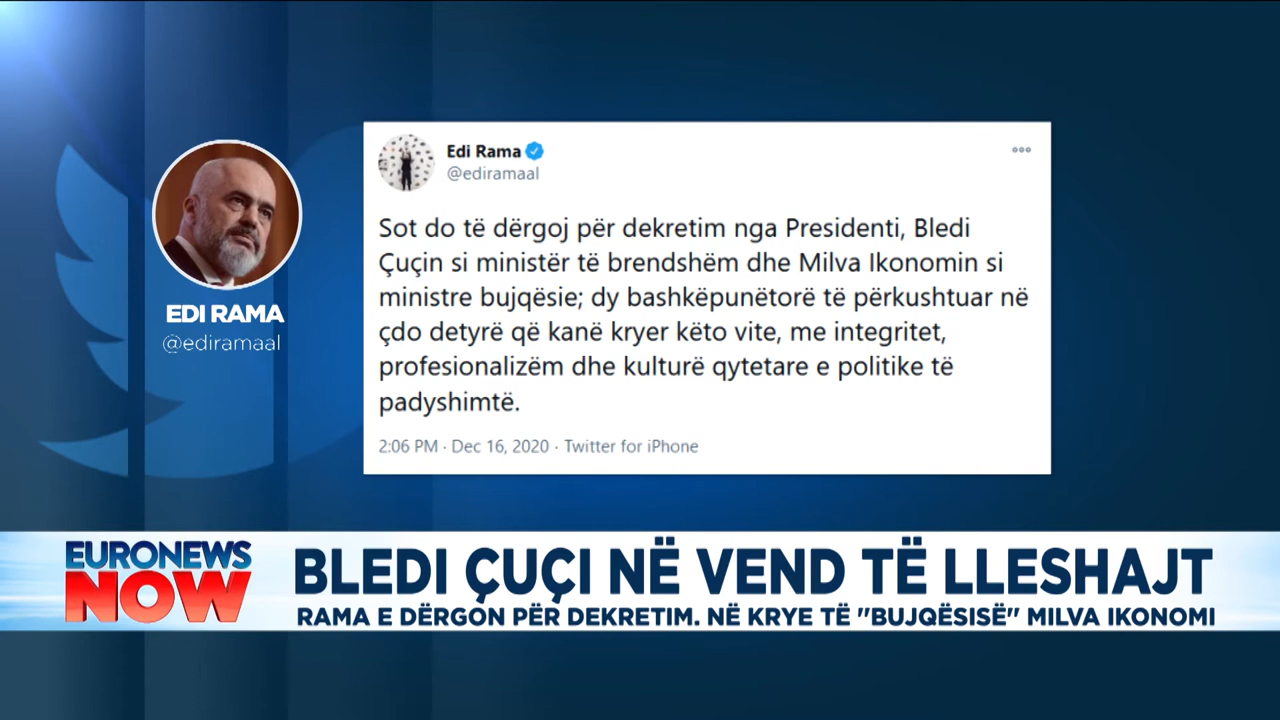 Edi Rama
@ediramaal
Sot do të dërgoj për dekretim nga Presidenti, Bledi
Çuçin si ministër të brendshëm dhe Milva Ikonomin si
ministre bujqësie; dy bashkëpunëtorë të përkushtuar në
çdo detyrë që kanë kryer këto vite, me integritet,
profesionalizëm dhe kulturë qytetare e politike të
padyshimtë.
2:06 PM · Dec 16, 2020 · Twitter for iPhone
EDI RAMA
@ediramaal
EURONEWS
NOW
BLEDI ÇUÇI NË VEND TË LLESHAJT
RAMA E DËRGON PËR DEKRETIM. NË KRYE TË "BUJQËSISË" MILVA IKONOMI